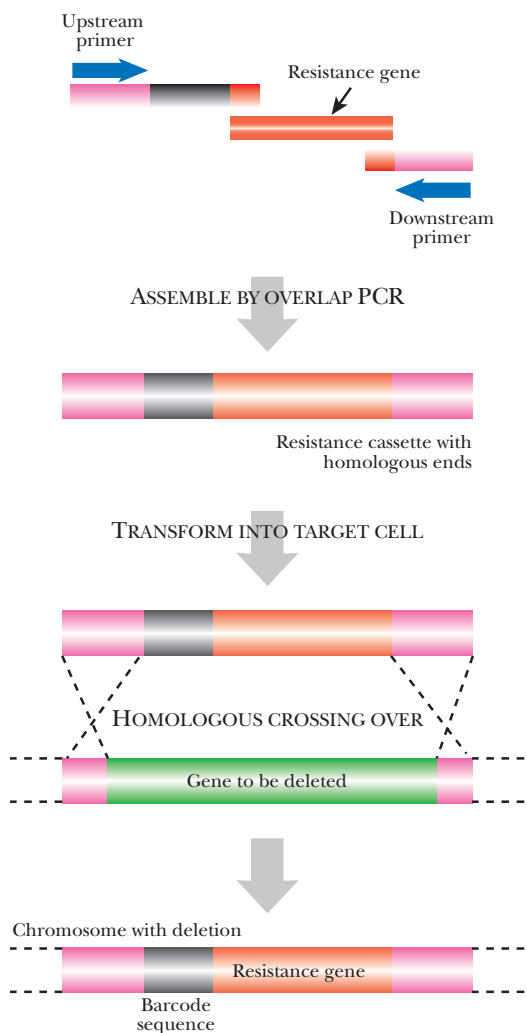 Upstream
primer
Resistance gene
Downstream
primer
ASSEMBLE BY OVERLAP PCR
Resistance cassette with
homologous ends
TRANSFORM INTO TARGET CELL
HOMOLOGOUS CROSSING OVER
Gene to be deleted
Chromosome with deletion
Resistance gene
Barcode
sequence